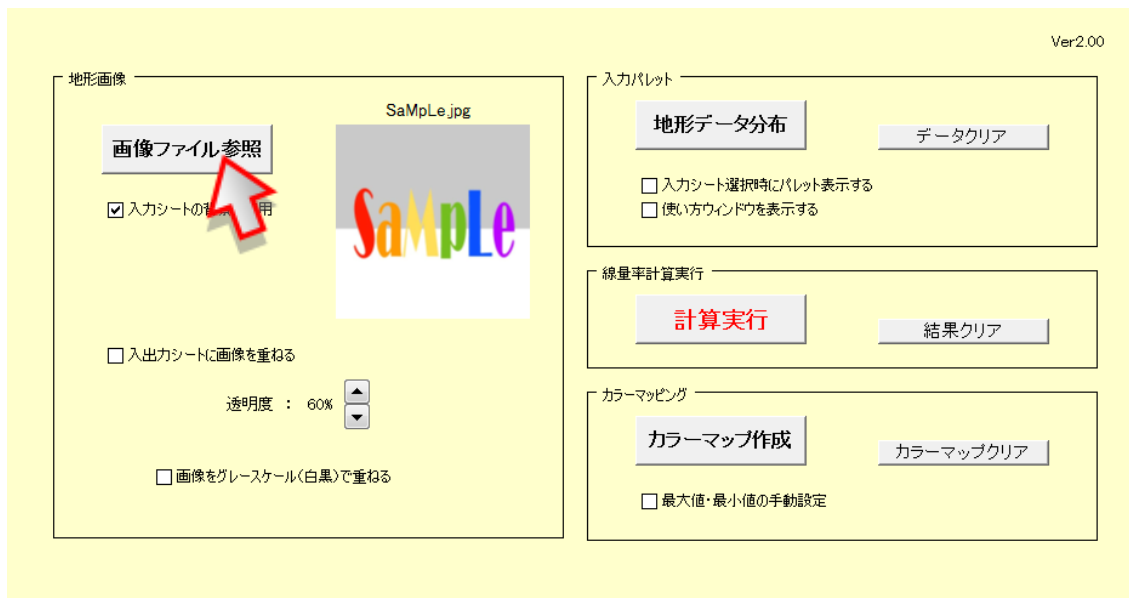 Ver2.00
地形画像
SaMpLe.jpg
画像ファイル参照
入力シートの背景 用
SaMpLe
入出力シートに画像を重ねる
透明度 : 60%
画像をグレースケール(白黒)で重ねる
入力パレット
地形データ分布
データクリア
入力シート選択時にパレット表示する
使い方ウィンドウを表示する
線量率計算実行
計算実行
結果クリア
カラーマッピング
カラーマップ作成
カラーマップクリア
最大値・最小値の手動設定